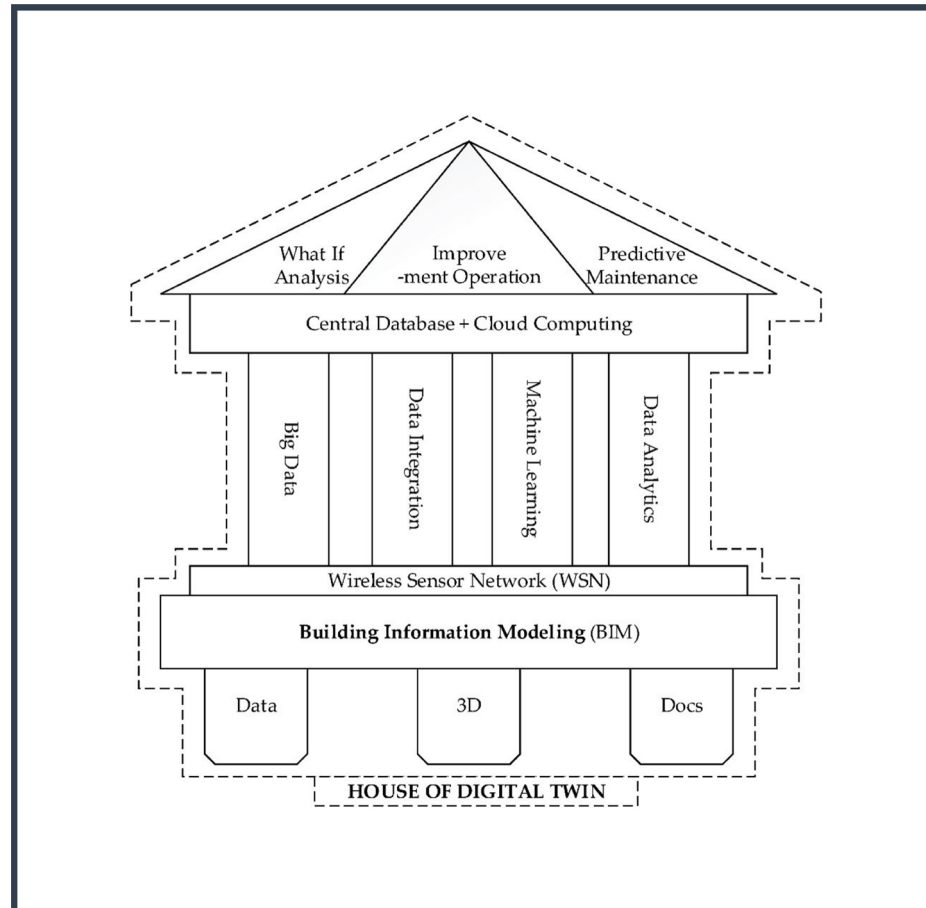 What If
Analysis
Improve
-ment Operation
Predictive
Maintenance
Central Database + Cloud Computing
Big Data
Data Integration
Machine Learning
Data Analytics
Wireless Sensor Network (WSN)
Building Information Modeling (BIM)
Data
3D
Docs
HOUSE OF DIGITAL TWIN